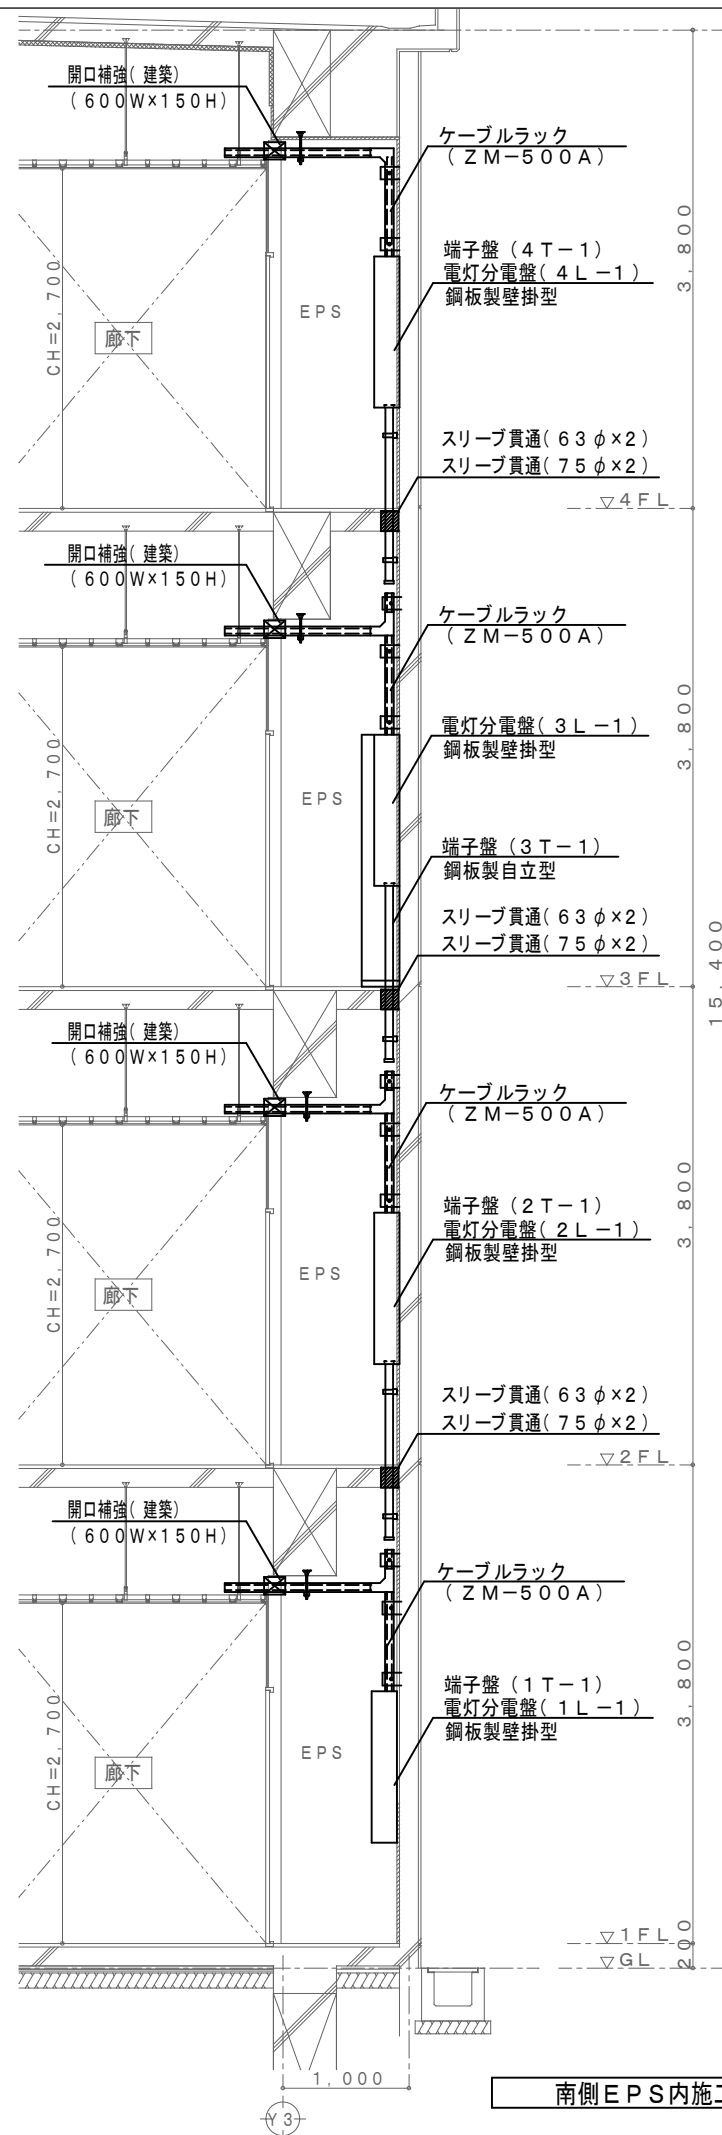 開口補強(建築)
(600W×150H)
ケーブルラック
(ZM-500A)
3,800
端子盤(4T-1)
電灯分電盤(4L-1)
鋼板製壁掛型
CH=2,700
EPS
廊下
スリーブ貫通(63φ×2)
スリーブ貫通(75φ×2)
▽4FL
開口補強(建築)
(600W×150H)
ケーブルラック
(ZM-500A)
3,800
電灯分電盤(3L-1)
鋼板製壁掛型
CH=2,700
EPS
廊下
端子盤(3T-1)
鋼板製自立型
スリーブ貫通(63φ×2)
スリーブ貫通(75φ×2)
15,400
▽3FL
開口補強(建築)
(600W×150H)
ケーブルラック
(ZM-500A)
3,800
端子盤(2T-1)
電灯分電盤(2L-1)
鋼板製壁掛型
CH=2,700
EPS
廊下
スリーブ貫通(63φ×2)
スリーブ貫通(75φ×2)
▽2FL
開口補強(建築)
(600W×150H)
ケーブルラック
(ZM-500A)
3,800
端子盤(1T-1)
電灯分電盤(1L-1)
鋼板製壁掛型
CH=2,700
EPS
廊下
▽1FL
200
▽GL
1,000
南側EPS内施
Y3